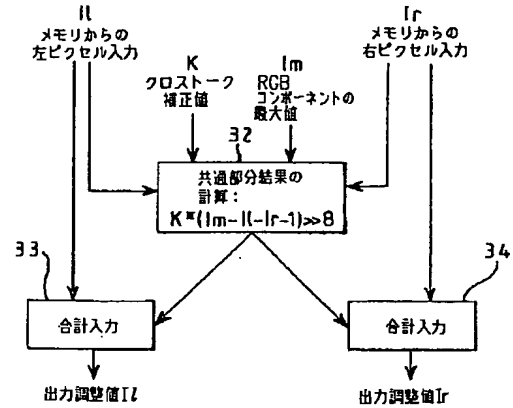 Il
メモリからの
左ピクセル入力
Ir
メモリからの
右ピクセル入力
K
クロストーク
補正値
Im
RGB
コンポーネントの
最大値
32
共通部分結果の
計算:
K*(Im-Il-Ir-1)≫8
33
合計入力
34
合計入力
出力調整値Il
出力調整値Ir